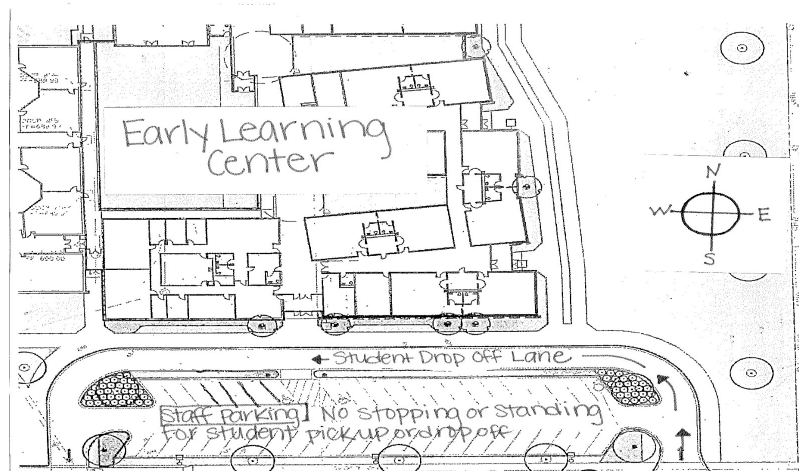 Early Learning
Center
N
W E
S
Student Drop Off Lane
Staff Parking No stopping or standing
for student pickup or drop off